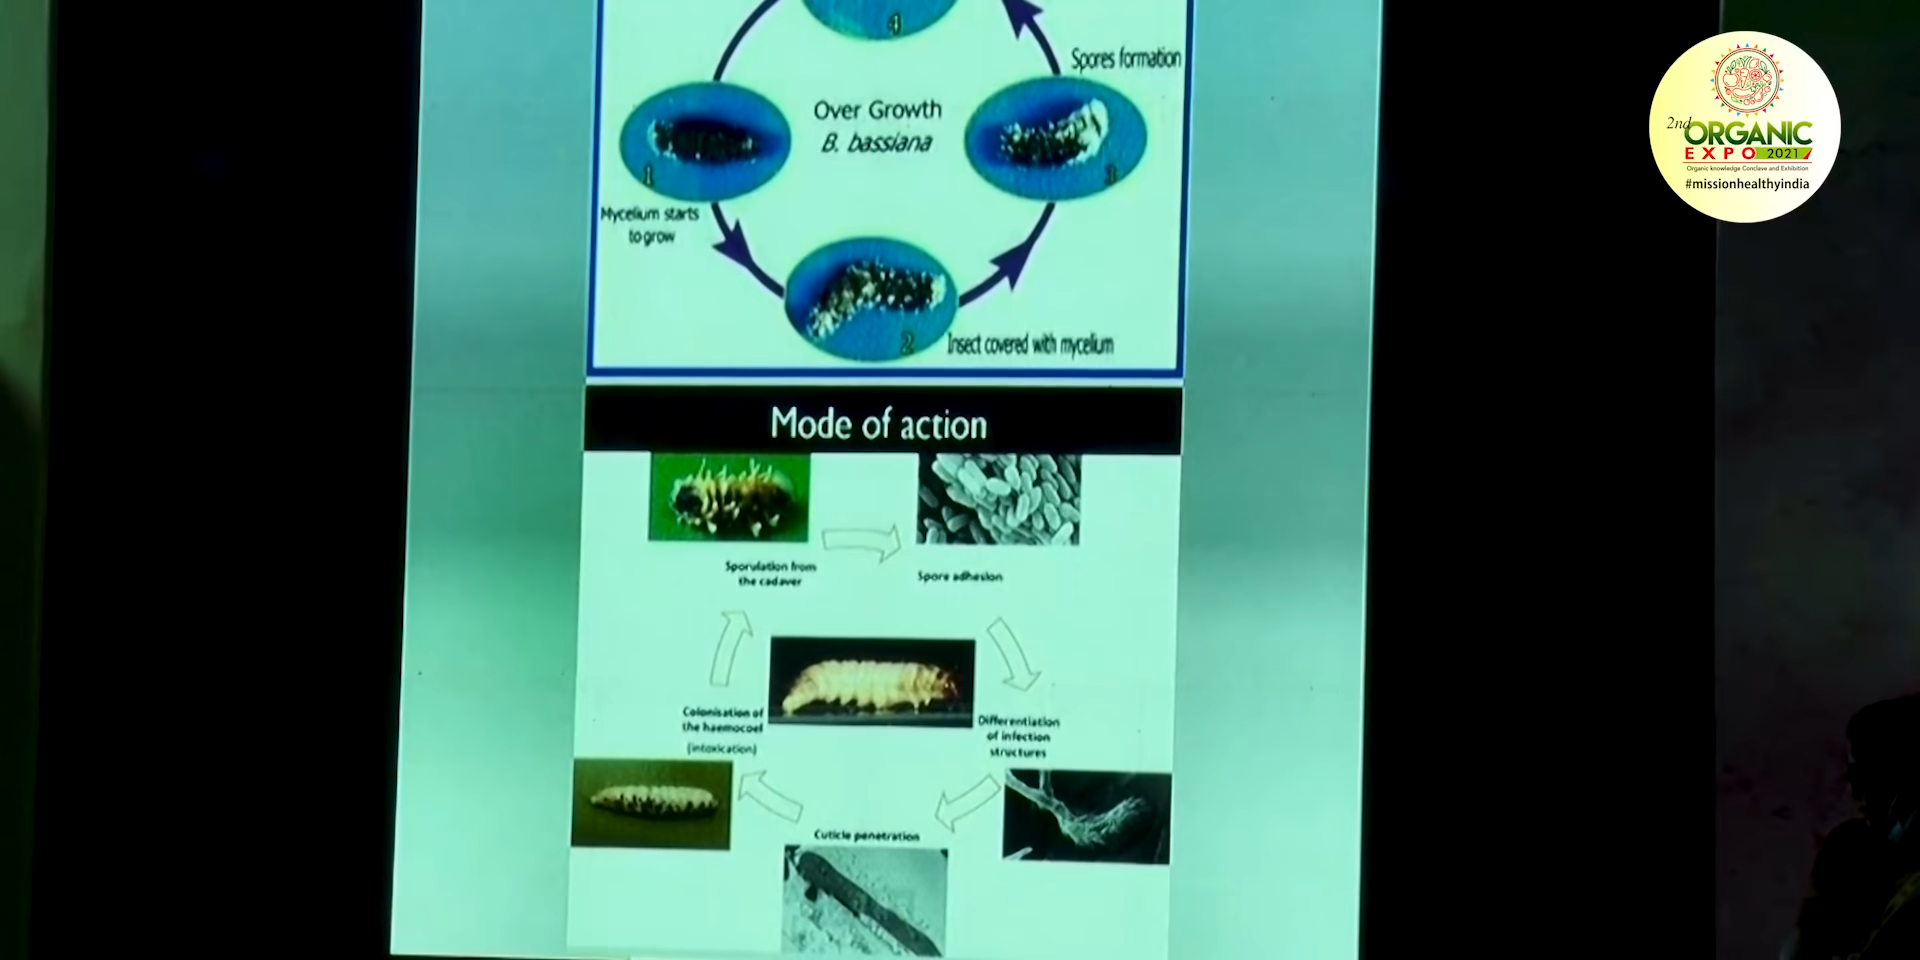 4
Spores formation
Over Growth
B. bassiana
1
3
Mycelium starts
to grow
2
Insect covered with mycelium
Mode of action
Sporulation from
the cadaver
Spore adhesion
Colonisation of
the haemocoel
(intoxication)
Differentiation
of infection
structures
Cuticle penetration
2nd
ORGANIC
EXPO 2021
Organic knowledge Conclave and Exhibition
#missionhealthyindia